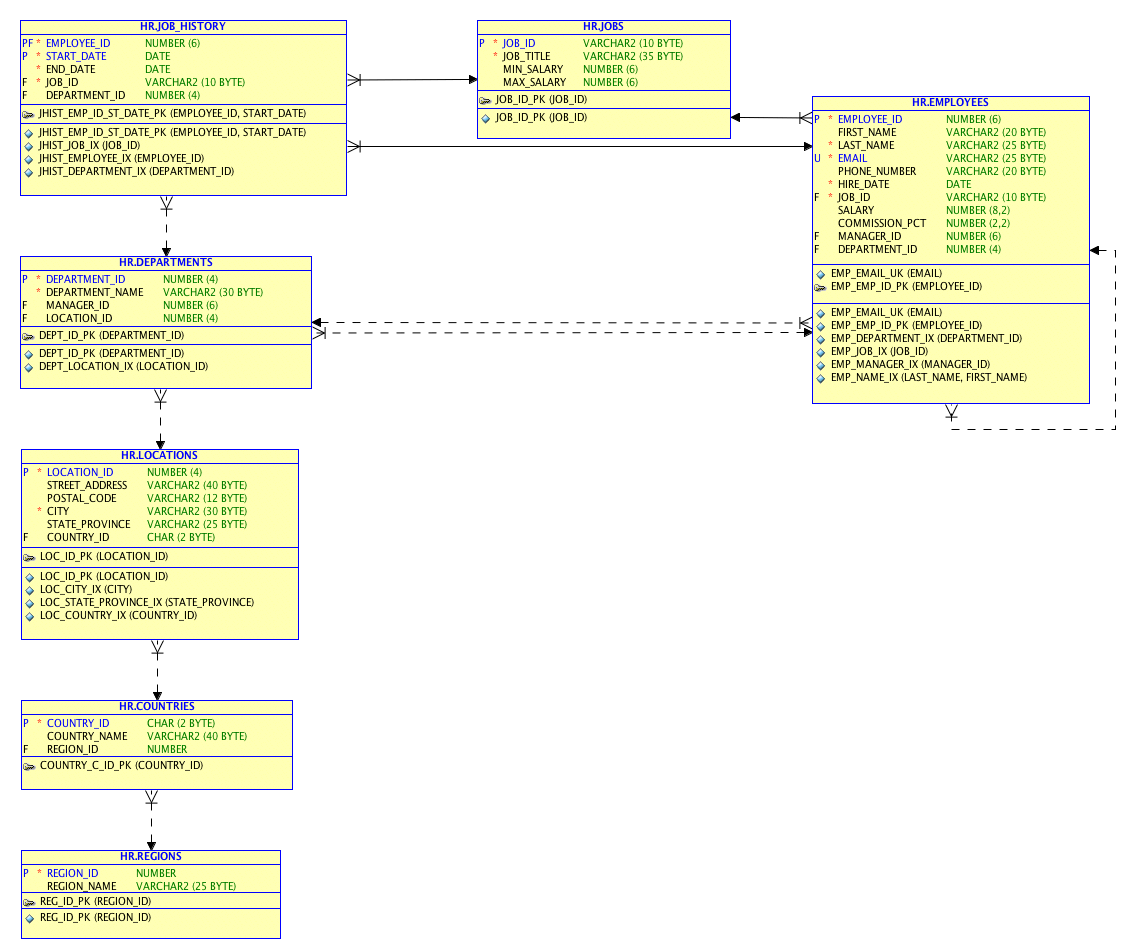 HR.JOB_HISTORY
PF * EMPLOYEE_ID NUMBER (6)
P * START_DATE DATE
* END_DATE DATE
F * JOB_ID VARCHAR2 (10 BYTE)
F DEPARTMENT_ID NUMBER (4)
JHIST_EMP_ID_ST_DATE_PK (EMPLOYEE_ID, START_DATE)
JHIST_EMP_ID_ST_DATE_PK (EMPLOYEE_ID, START_DATE)
JHIST_JOB_IX (JOB_ID)
JHIST_EMPLOYEE_IX (EMPLOYEE_ID)
JHIST_DEPARTMENT_IX (DEPARTMENT_ID)
HR.JOBS
P * JOB_ID VARCHAR2 (10 BYTE)
* JOB_TITLE VARCHAR2 (35 BYTE)
MIN_SALARY NUMBER (6)
MAX_SALARY NUMBER (6)
JOB_ID_PK (JOB_ID)
JOB_ID_PK (JOB_ID)
HR.EMPLOYEES
P * EMPLOYEE_ID NUMBER (6)
FIRST_NAME VARCHAR2 (20 BYTE)
* LAST_NAME VARCHAR2 (25 BYTE)
U * EMAIL VARCHAR2 (25 BYTE)
PHONE_NUMBER VARCHAR2 (20 BYTE)
* HIRE_DATE DATE
F * JOB_ID VARCHAR2 (10 BYTE)
SALARY NUMBER (8,2)
COMMISSION_PCT NUMBER (2,2)
F MANAGER_ID NUMBER (6)
F DEPARTMENT_ID NUMBER (4)
EMP_EMAIL_UK (EMAIL)
EMP_EMP_ID_PK (EMPLOYEE_ID)
EMP_EMAIL_UK (EMAIL)
EMP_EMP_ID_PK (EMPLOYEE_ID)
EMP_DEPARTMENT_IX (DEPARTMENT_ID)
EMP_JOB_IX (JOB_ID)
EMP_MANAGER_IX (MANAGER_ID)
EMP_NAME_IX (LAST_NAME, FIRST_NAME)
HR.DEPARTMENTS
P * DEPARTMENT_ID NUMBER (4)
* DEPARTMENT_NAME VARCHAR2 (30 BYTE)
F MANAGER_ID NUMBER (6)
F LOCATION_ID NUMBER (4)
DEPT_ID_PK (DEPARTMENT_ID)
DEPT_ID_PK (DEPARTMENT_ID)
DEPT_LOCATION_IX (LOCATION_ID)
HR.LOCATIONS
P * LOCATION_ID NUMBER (4)
STREET_ADDRESS VARCHAR2 (40 BYTE)
POSTAL_CODE VARCHAR2 (12 BYTE)
* CITY VARCHAR2 (30 BYTE)
STATE_PROVINCE VARCHAR2 (25 BYTE)
F COUNTRY_ID CHAR (2 BYTE)
LOC_ID_PK (LOCATION_ID)
LOC_ID_PK (LOCATION_ID)
LOC_CITY_IX (CITY)
LOC_STATE_PROVINCE_IX (STATE_PROVINCE)
LOC_COUNTRY_IX (COUNTRY_ID)
HR.COUNTRIES
P * COUNTRY_ID CHAR (2 BYTE)
COUNTRY_NAME VARCHAR2 (40 BYTE)
F REGION_ID NUMBER
COUNTRY_C_ID_PK (COUNTRY_ID)
HR.REGIONS
P * REGION_ID NUMBER
REGION_NAME VARCHAR2 (25 BYTE)
REG_ID_PK (REGION_ID)
REG_ID_PK (REGION_ID)